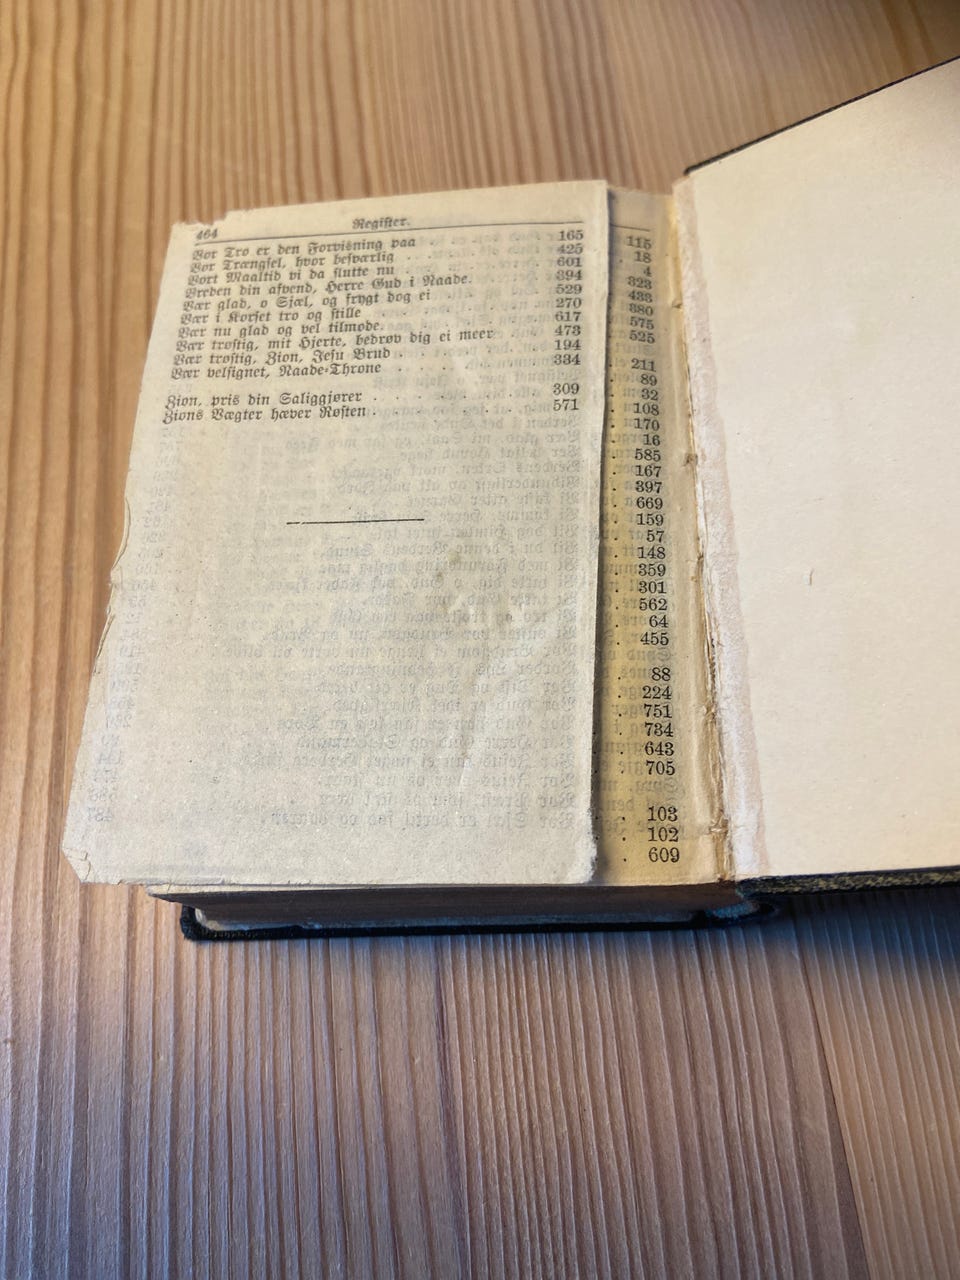 464 Register.
Vor Tro er den Forvisning paa . . . . . 165
Vor Trængsel, hvor besværlig . . . . . 425
Vort Maaltid vi da slutte nu . . . . . 601
Vreden din afvend, Herre Gud i Naade. . . . 394
Vær glad, o Sjæl, og frygt dog ei . . . . 529
Vær i Korset tro og stille . . . . . 270
Vær nu glad og vel tilmode. . . . . 617
Vær trøstig, mit Hjerte, bedrøv dig ei meer . . 473
Vær trøstig, Zion, Jesu Brud . . . . . 194
Vær velsignet, Naade-Throne . . . . . 334
Zion, pris din Saliggjører . . . . . 309
Zions Vægter hæver Røsten . . . . . 571
115
18
4
323
433
380
575
525
. 211
. 89
. 32
. 108
. 170
. 16
. 585
. 167
. 397
. 669
. 159
. 57
. 148
. 359
. 301
. 562
. 64
. 455
. 88
. 224
. 751
. 734
. 643
. 705
. 103
. 102
. 609